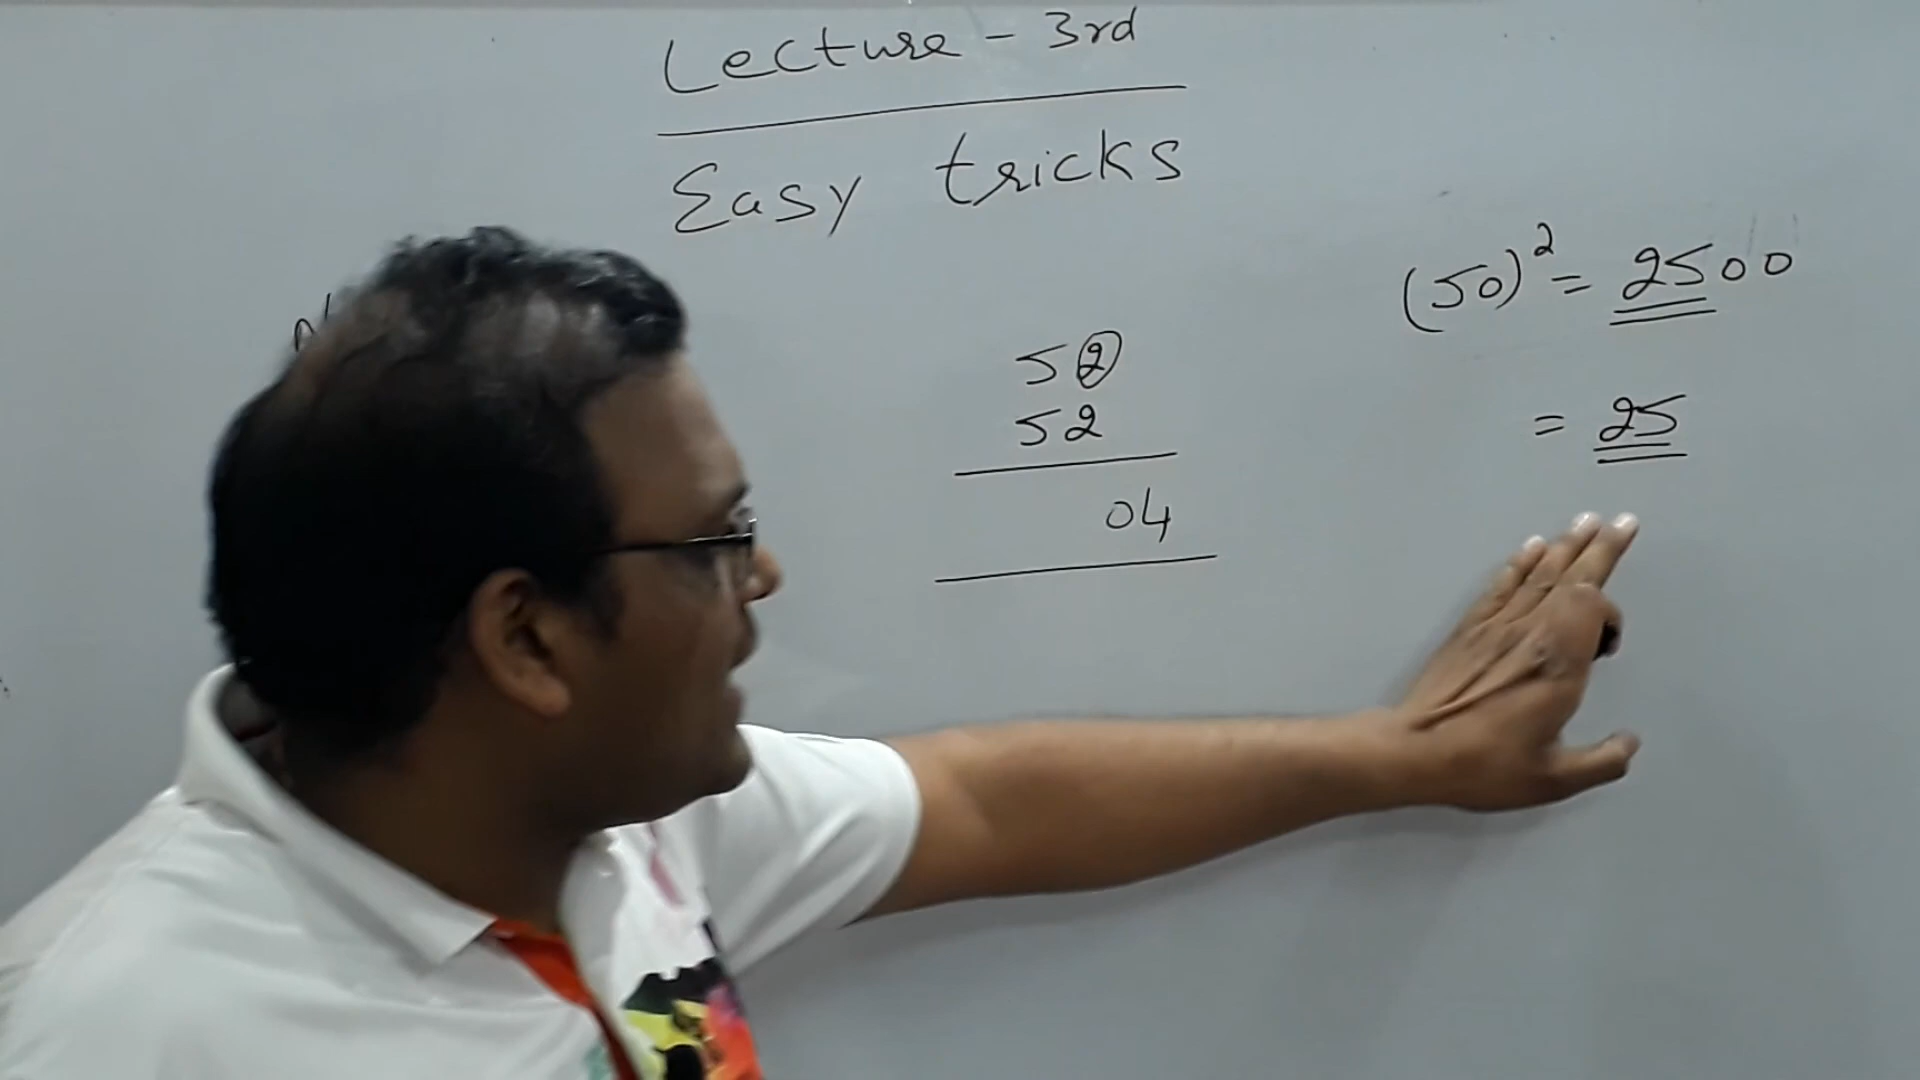 Lecture - 3rd
Easy tricks
(50)² = 2500
52
52
= 25
04